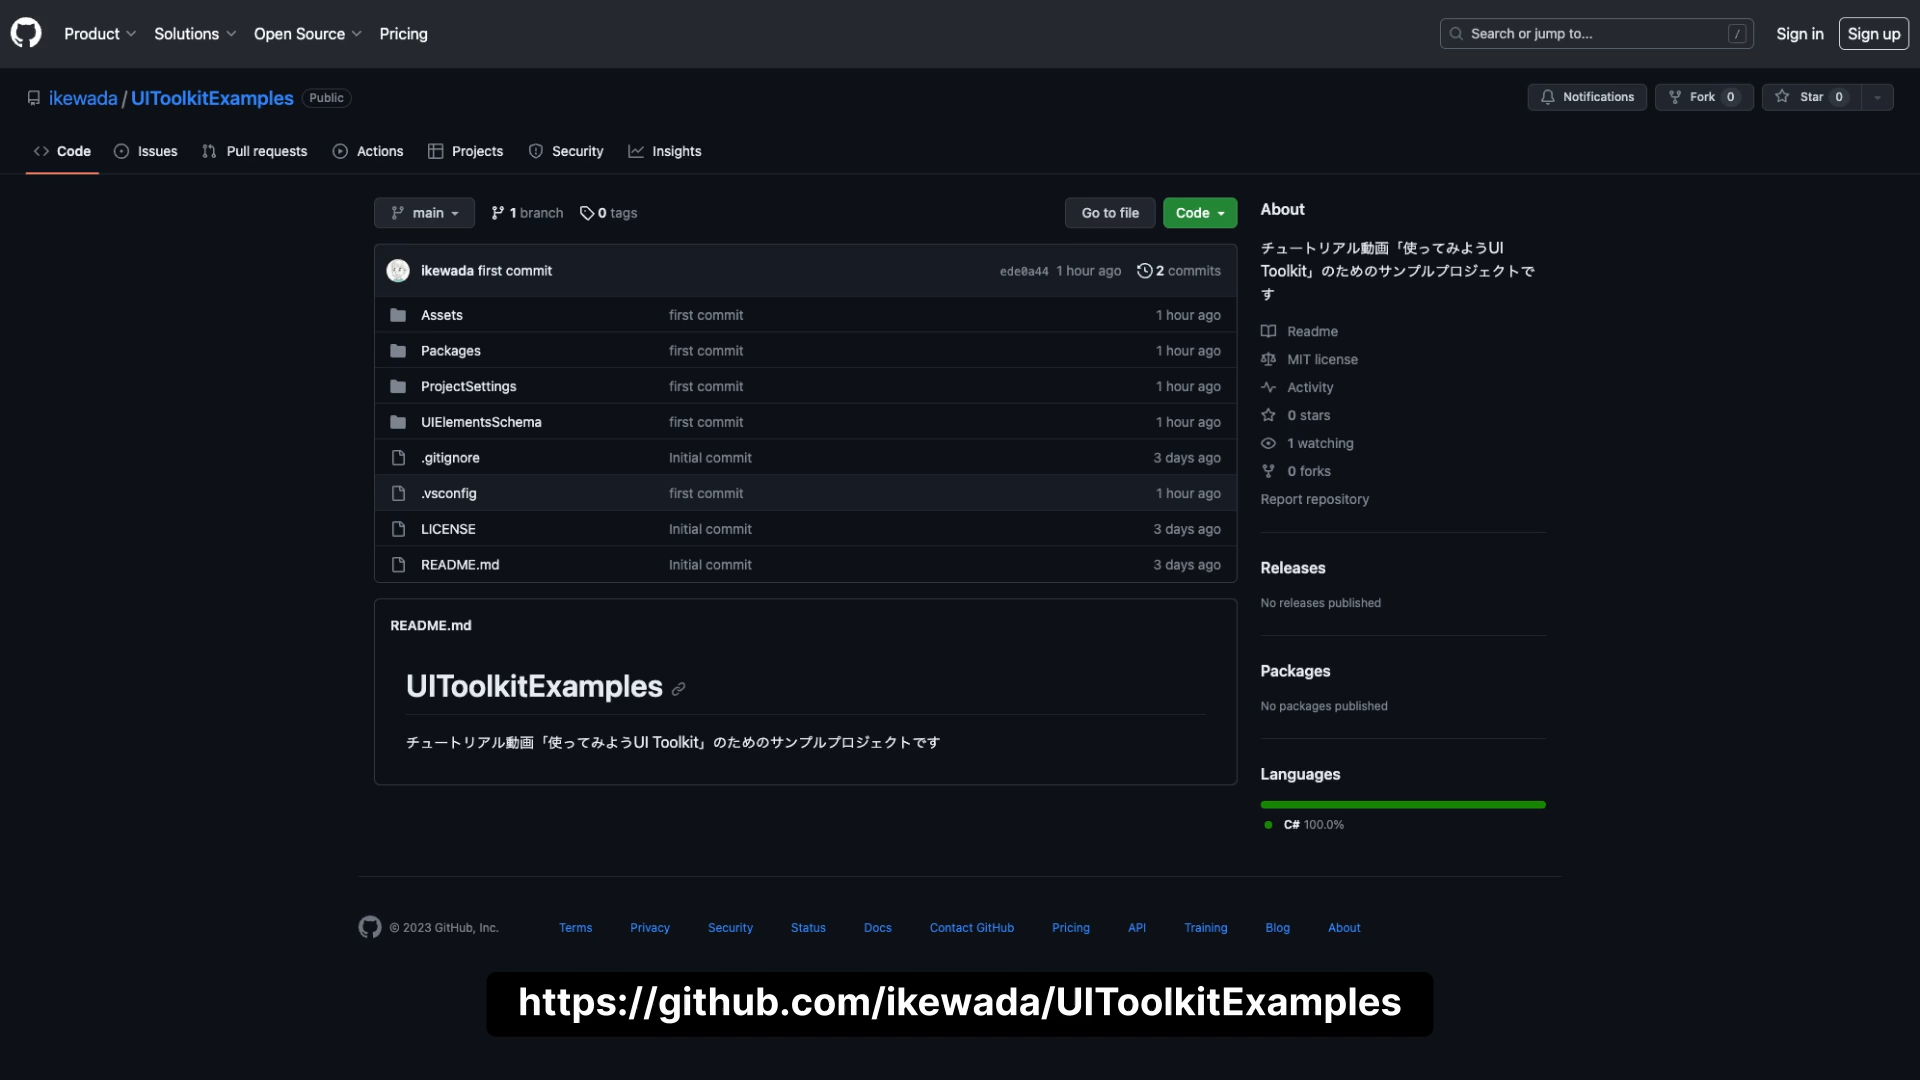 Product Solutions Open Source Pricing Search or jump to... / Sign in Sign up
ikewada / UIToolkitExamples Public Notifications Fork 0 Star 0
Code Issues Pull requests Actions Projects Security Insights
main 1 branch 0 tags Go to file Code
ikewada first commit ede0a44 1 hour ago 2 commits
Assets first commit 1 hour ago
Packages first commit 1 hour ago
ProjectSettings first commit 1 hour ago
UIElementsSchema first commit 1 hour ago
.gitignore Initial commit 3 days ago
.vsconfig first commit 1 hour ago
LICENSE Initial commit 3 days ago
README.md Initial commit 3 days ago
README.md
UIToolkitExamples
チュートリアル動画「使ってみようUI Toolkit」のためのサンプルプロジェクトです
About
チュートリアル動画「使ってみようUI
Toolkit」のためのサンプルプロジェクトで
す
Readme
MIT license
Activity
0 stars
1 watching
0 forks
Report repository
Releases
No releases published
Packages
No packages published
Languages
C# 100.0%
© 2023 GitHub, Inc. Terms Privacy Security Status Docs Contact GitHub Pricing API Training Blog About
https://github.com/ikewada/UIToolkitExamples